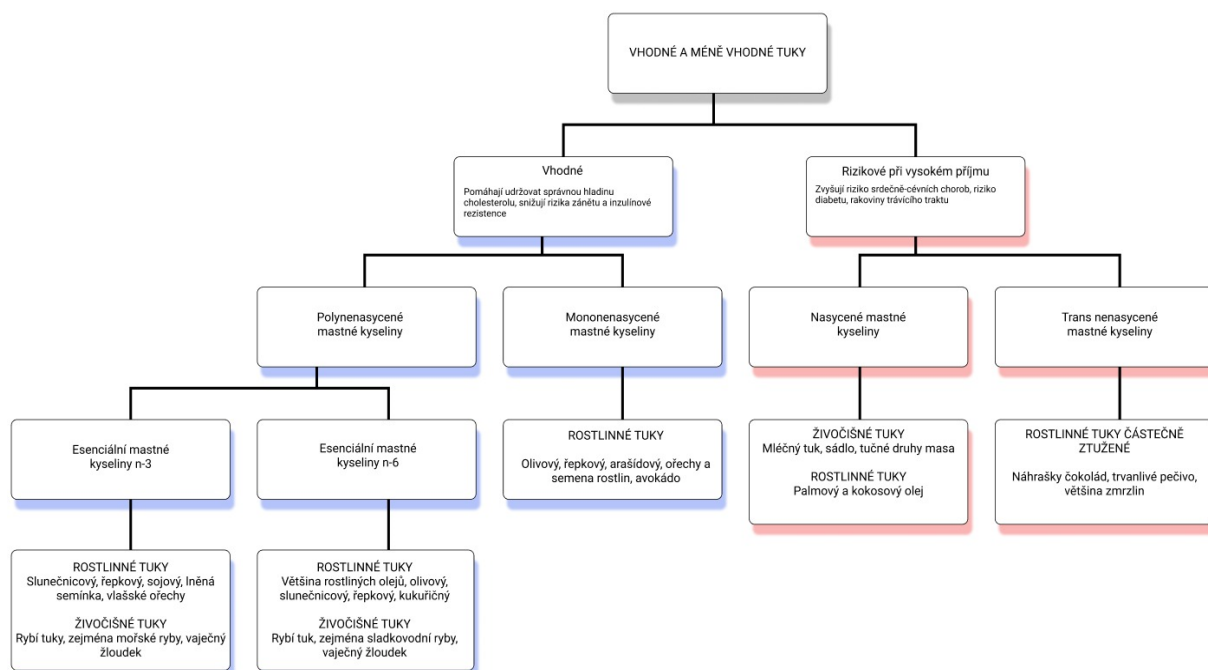 VHODNÉ A MÉNĚ VHODNÉ TUKY
Vhodné
Pomáhají udržovat správnou hladinu
cholesterolu, snižují rizika zánětu a inzulínové
rezistence
Rizikové při vysokém příjmu
Zvyšují riziko srdečně-cévních chorob, riziko
diabetu, rakoviny trávícího traktu
Polynenasycené
mastné kyseliny
Mononenasycené
mastné kyseliny
Nasycené mastné
kyseliny
Trans nenasycené
mastné kyseliny
Esenciální mastné
kyseliny n-3
Esenciální mastné
kyseliny n-6
ROSTLINNÉ TUKY
Olivový, řepkový, arašídový, ořechy a
semena rostlin, avokádo
ŽIVOČIŠNÉ TUKY
Mléčný tuk, sádlo, tučné druhy masa
ROSTLINNÉ TUKY
Palmový a kokosový olej
ROSTLINNÉ TUKY ČÁSTEČNĚ
ZTUŽENÉ
Náhrašky čokolád, trvanlivé pečivo,
většina zmrzlin
ROSTLINNÉ TUKY
Slunečnicový, řepkový, sojový, lněná
semínka, vlašské ořechy
ŽIVOČIŠNÉ TUKY
Rybí tuky, zejména mořské ryby, vaječný
žloudek
ROSTLINNÉ TUKY
Většina rostliných olejů, olivový,
slunečnicový, řepkový, kukuřičný
ŽIVOČIŠNÉ TUKY
Rybí tuk, zejména sladkovodní ryby,
vaječný žloudek